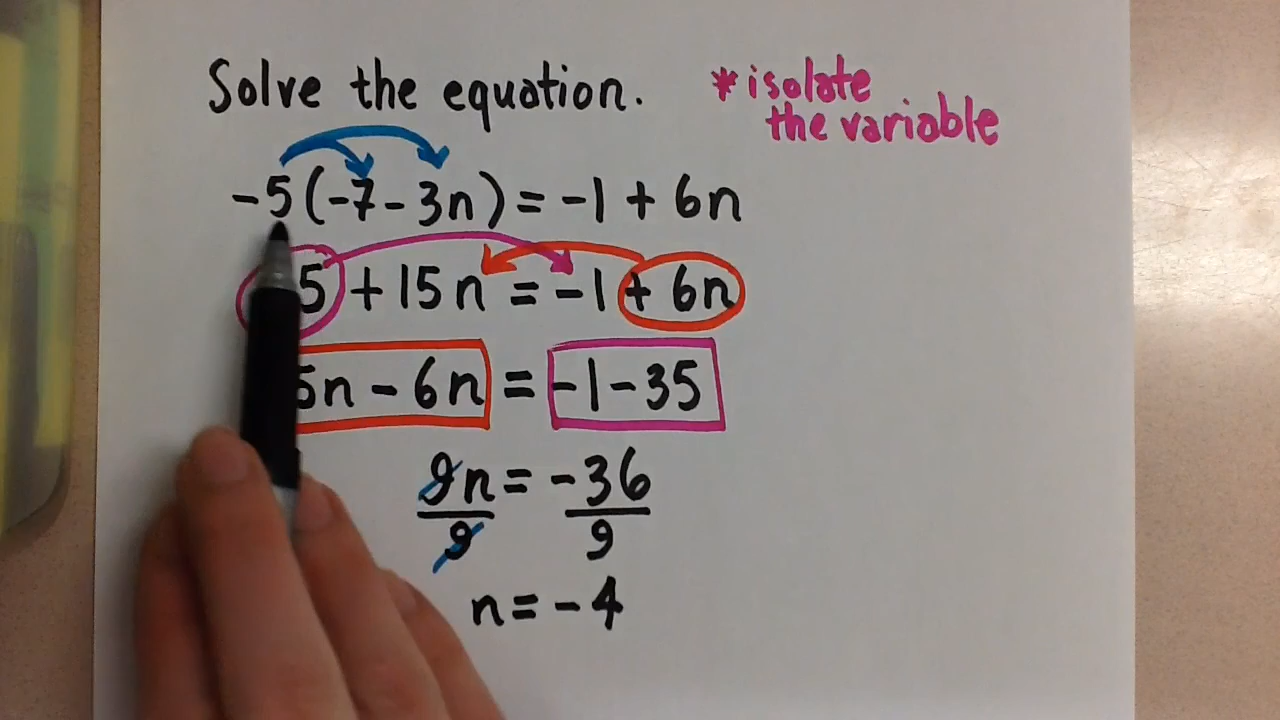 Solve the equation.
* isolate
the variable
-5(-7-3n) = -1 + 6n
5 + 15n = -1 + 6n
5n - 6n = -1 - 35
9n = -36
9 9
n = -4